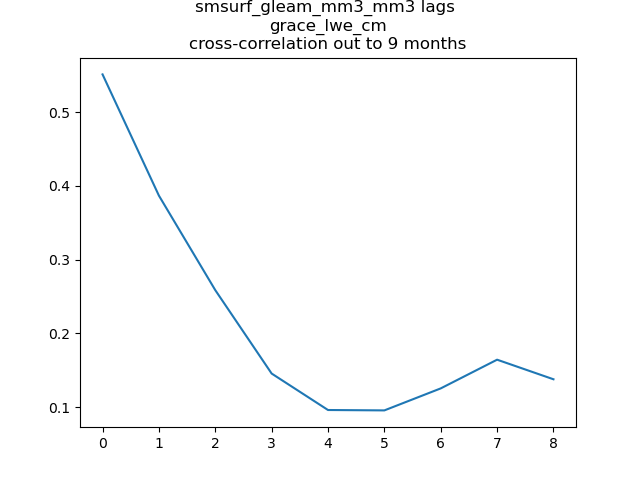 smsurf_gleam_mm3_mm3 lags
grace_lwe_cm
cross-correlation out to 9 months
0.5
0.4
0.3
0.2
0.1
0 1 2 3 4 5 6 7 8